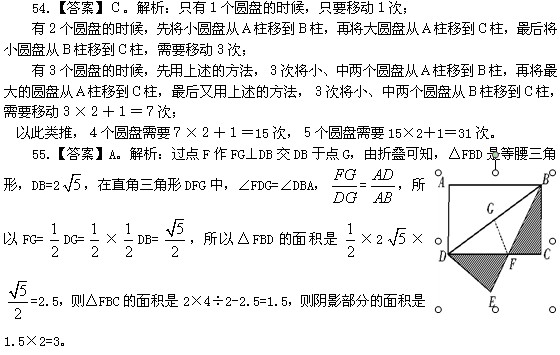 54.【答案】C。解析：只有1个圆盘的时候，只要移动1次；
有2个圆盘的时候，先将小圆盘从A柱移到B柱，再将大圆盘从A柱移到C柱，最后将
小圆盘从B柱移到C柱，需要移动3次；
有3个圆盘的时候，先用上述的方法，3次将小、中两个圆盘从A柱移到B柱，再将最
大的圆盘从A柱移到C柱，最后又用上述的方法，3次将小、中两个圆盘从B柱移到C柱，
需要移动3×2+1=7次；
以此类推，4个圆盘需要7×2+1=15次，5个圆盘需要15×2+1=31次。
55.【答案】A。解析：过点F作FG⊥DB交DB于点G，由折叠可知，△FBD是等腰三角
形，DB=2√5，在直角三角形DFG中，∠FDG=∠DBA，FG/DG=AD/AB，所
以FG=1/2DG=1/2×1/2DB=√5/2，所以△FBD的面积是1/2×2√5×
√5/2=2.5，则△FBC的面积是2×4÷2-2.5=1.5，则阴影部分的面积是
1.5×2=3。
A
B
G
D
F
C
E